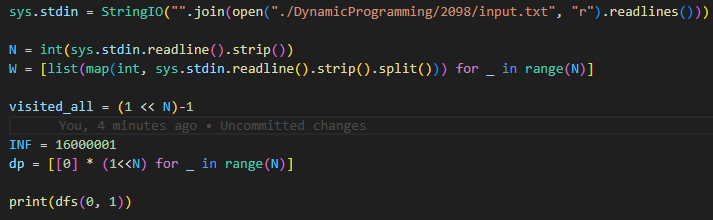 sys.stdin = StringIO("".join(open("./DynamicProgramming/2098/input.txt", "r").readlines()))
N = int(sys.stdin.readline().strip())
W = [list(map(int, sys.stdin.readline().strip().split())) for _ in range(N)]
visited_all = (1 << N)-1
You, 4 minutes ago • Uncommitted changes
INF = 16000001
dp = [[0] * (1<<N) for _ in range(N)]
print(dfs(0, 1))